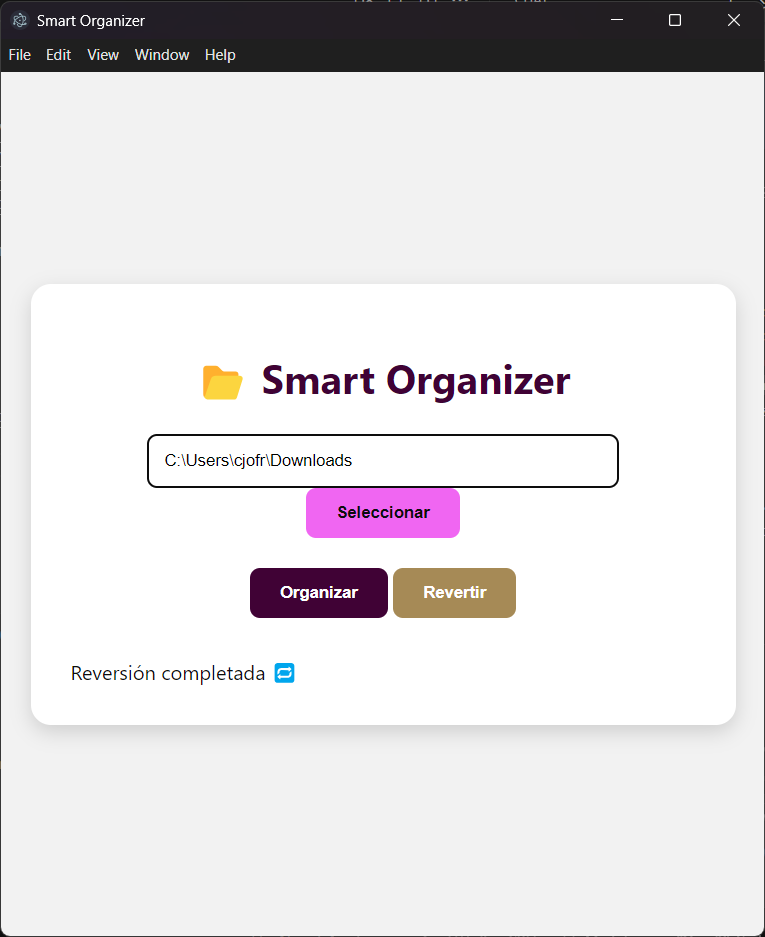 Smart Organizer
File Edit View Window Help
Smart Organizer
C:\Users\cjofr\Downloads
Seleccionar
Organizar Revertir
Reversión completada